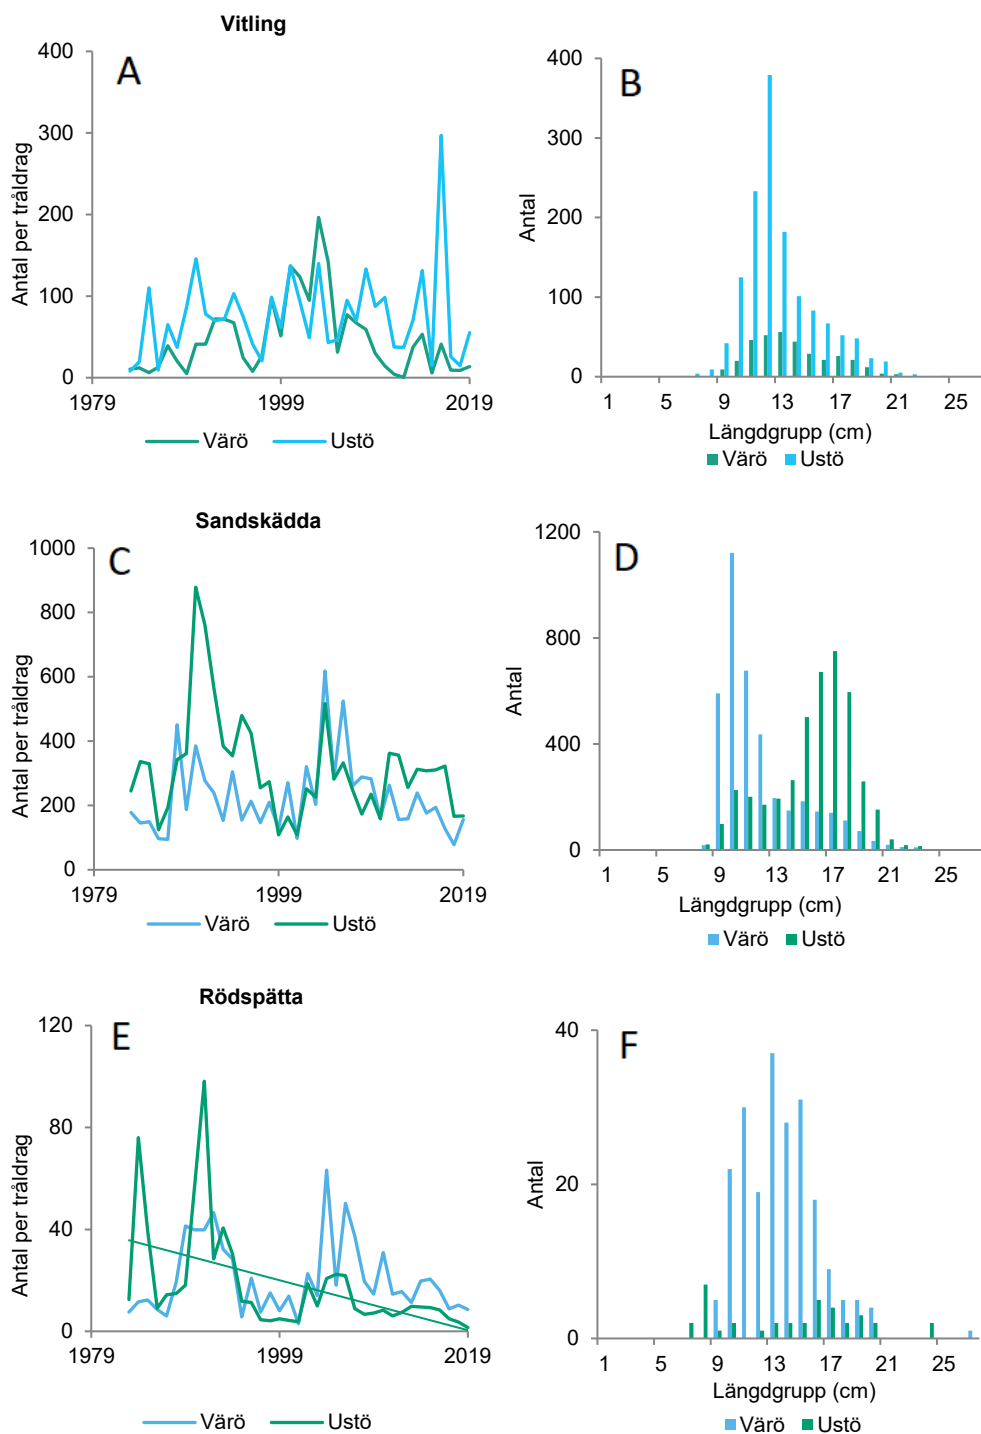 Vitling
A
400
300
200
100
0
Antal per tråldrag
1979 1999 2019
Värö Ustö
B
400
300
200
100
0
Antal
1 5 9 13 17 21 25
Längdgrupp (cm)
Värö Ustö
Sandskädda
C
1000
800
600
400
200
0
Antal per tråldrag
1979 1999 2019
Värö Ustö
D
1200
800
400
0
Antal
1 5 9 13 17 21 25
Längdgrupp (cm)
Värö Ustö
Rödspätta
E
120
80
40
0
Antal per tråldrag
1979 1999 2019
Värö Ustö
F
40
20
0
Antal
1 5 9 13 17 21 25
Längdgrupp (cm)
Värö Ustö